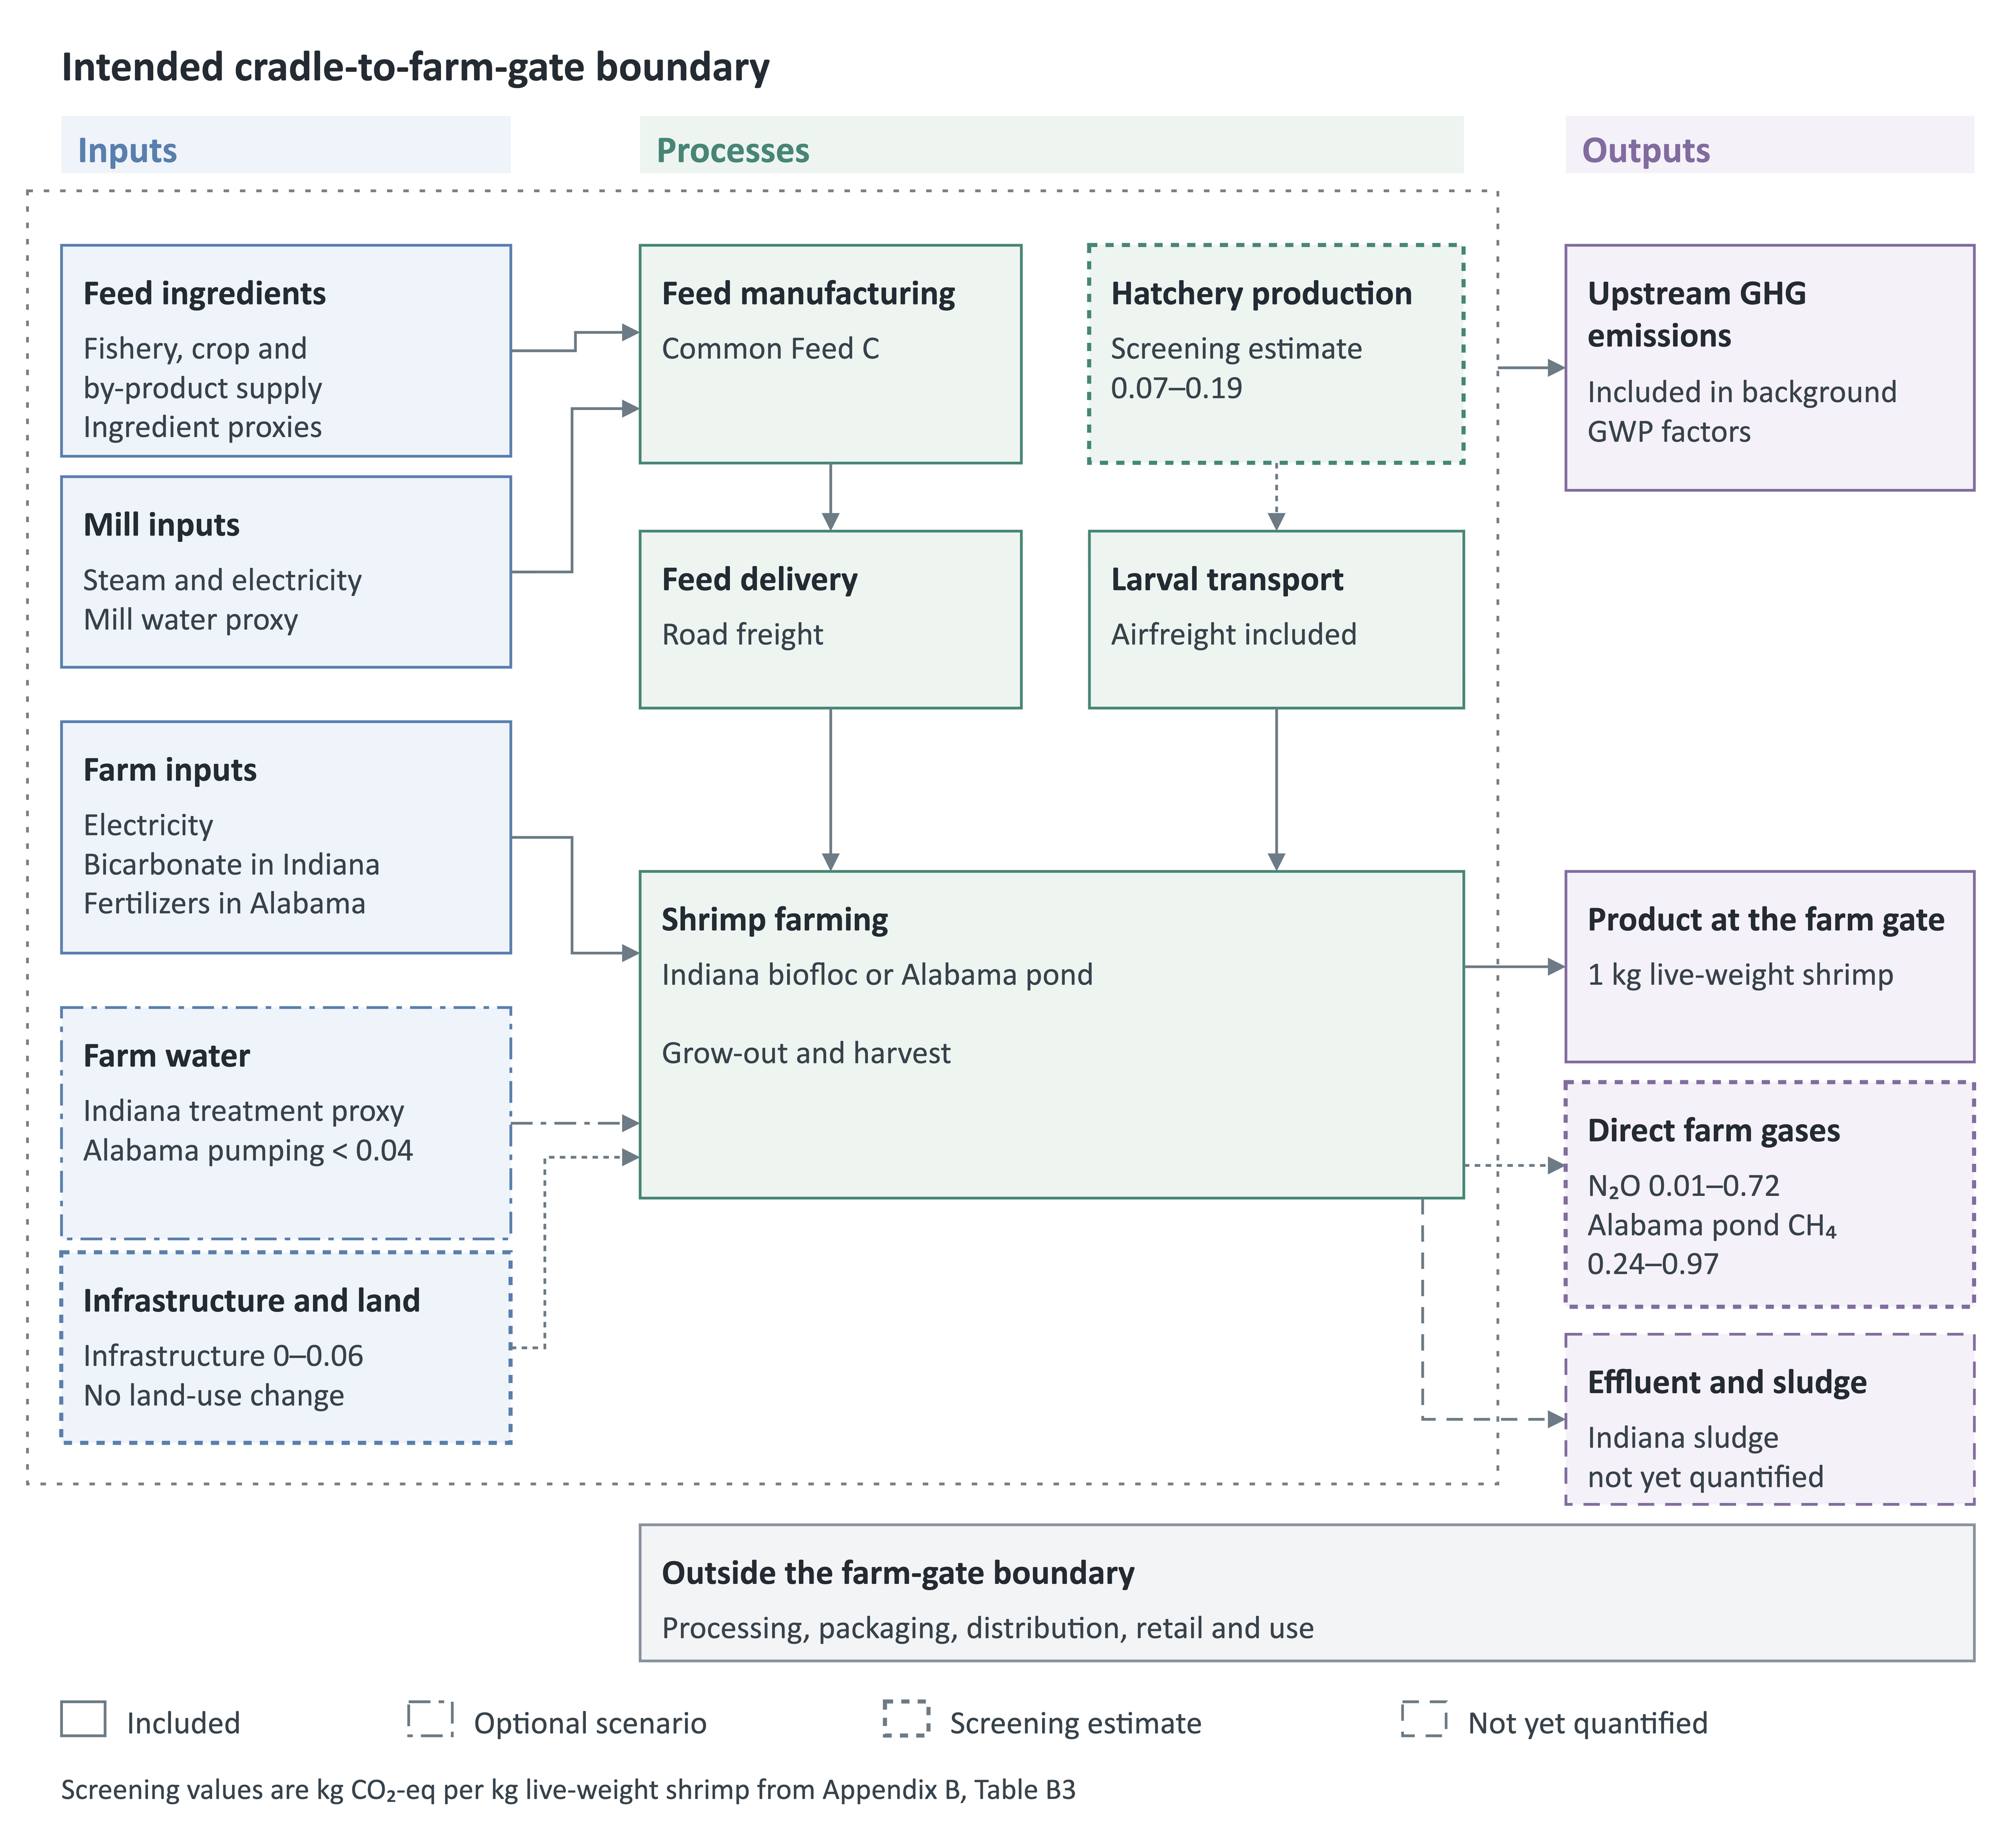 Intended cradle-to-farm-gate boundary
Inputs
Processes
Outputs
Feed ingredients
Fishery, crop and
by-product supply
Ingredient proxies
Feed manufacturing
Common Feed C
Hatchery production
Screening estimate
0.07–0.19
Upstream GHG
emissions
Included in background
GWP factors
Mill inputs
Steam and electricity
Mill water proxy
Feed delivery
Road freight
Larval transport
Airfreight included
Farm inputs
Electricity
Bicarbonate in Indiana
Fertilizers in Alabama
Shrimp farming
Indiana biofloc or Alabama pond
Grow-out and harvest
Product at the farm gate
1 kg live-weight shrimp
Farm water
Indiana treatment proxy
Alabama pumping < 0.04
Direct farm gases
N₂O 0.01–0.72
Alabama pond CH₄
0.24–0.97
Infrastructure and land
Infrastructure 0–0.06
No land-use change
Effluent and sludge
Indiana sludge
not yet quantified
Outside the farm-gate boundary
Processing, packaging, distribution, retail and use
Included
Optional scenario
Screening estimate
Not yet quantified
Screening values are kg CO₂-eq per kg live-weight shrimp from Appendix B, Table B3